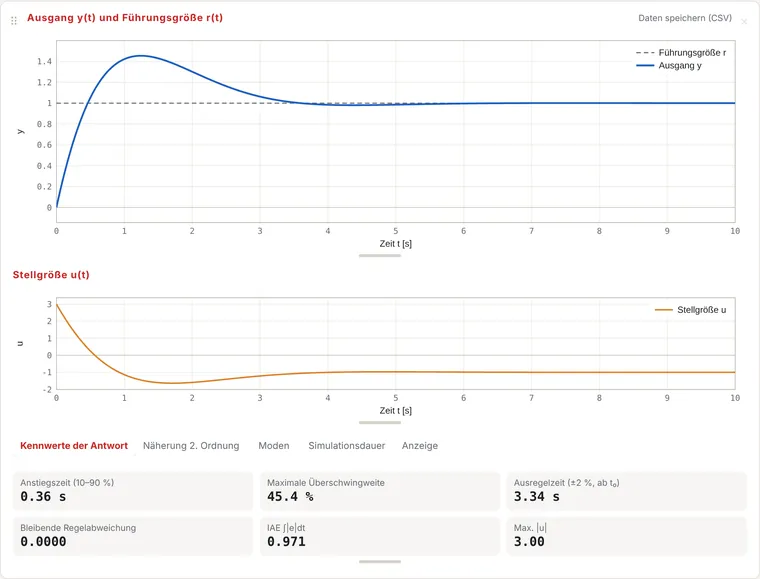 Ausgang y(t) und Führungsgröße r(t)
Daten speichern (CSV) ×
Führungsgröße r
Ausgang y
1.4
1.2
1
0.8
0.6
0.4
0.2
0
y
0 1 2 3 4 5 6 7 8 9 10
Zeit t [s]
Stellgröße u(t)
Stellgröße u
3
2
1
0
-1
-2
u
0 1 2 3 4 5 6 7 8 9 10
Zeit t [s]
Kennwerte der Antwort Näherung 2. Ordnung Moden Simulationsdauer Anzeige
Anstiegszeit (10–90 %)
0.36 s
Maximale Überschwingweite
45.4 %
Ausregelzeit (±2 %, ab t₀)
3.34 s
Bleibende Regelabweichung
0.0000
IAE ∫|e|dt
0.971
Max. |u|
3.00